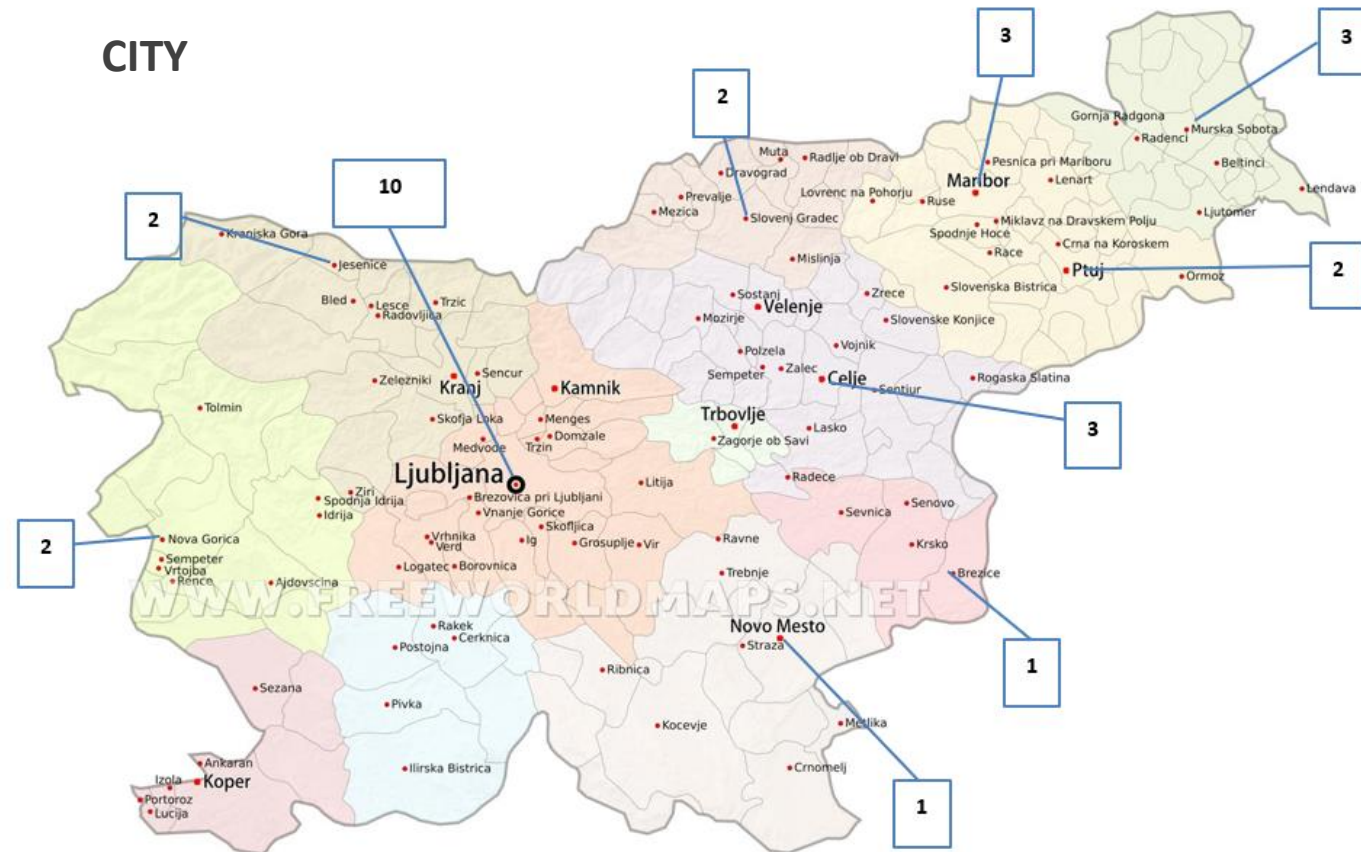 CITY
3
3
2
10
2
Gornja Radgona
Murska Sobota
Radenci
Muta
Radlje ob Dravi
Pesnica pri Mariboru
Beltinci
Dravograd
Maribor
Lenart
Lendava
Prevalje
Lovrenc na Pohorju
Ruse
Mezica
Slovenj Gradec
Miklavz na Dravskem Polju
Ljutomer
Kranjska Gora
Spodnje Hoce
Crna na Koroskem
Race
Mislinja
Jesenice
Ptuj
2
Ormoz
Slovenska Bistrica
Sostanj
Zrece
Bled
Lesce
Trzic
Velenje
Radovljica
Mozirje
Slovenske Konjice
Vojnik
Polzela
Sempeter
Zalec
Celje
Sentjur
Rogaska Slatina
Zelezniki
Sencur
Kranj
Kamnik
Tolmin
Skofja Loka
Menges
Trbovlje
Medvode
Trzin
Domzale
Zagorje ob Savi
Lasko
3
Ljubljana
Litija
Radece
Ziri
Spodnja Idrija
Brezovica pri Ljubljani
Idrija
Vnanje Gorice
Senovo
Sevnica
Skofljica
2
Nova Gorica
Vrhnika
Verd
Ig
Grosuplje
Vir
Ravne
Krsko
Sempeter
Vrtojba
Logatec
Borovnica
Trebnje
Brezice
Rence
Ajdovscina
WWW.FREEWORLDMAPS.NET
Rakek
Cerknica
Novo Mesto
Postojna
Straza
1
Ribnica
Sezana
Pivka
Kocevje
Metlika
Ankaran
Ilirska Bistrica
Crnomelj
Izola
Koper
Portoroz
Lucija
1